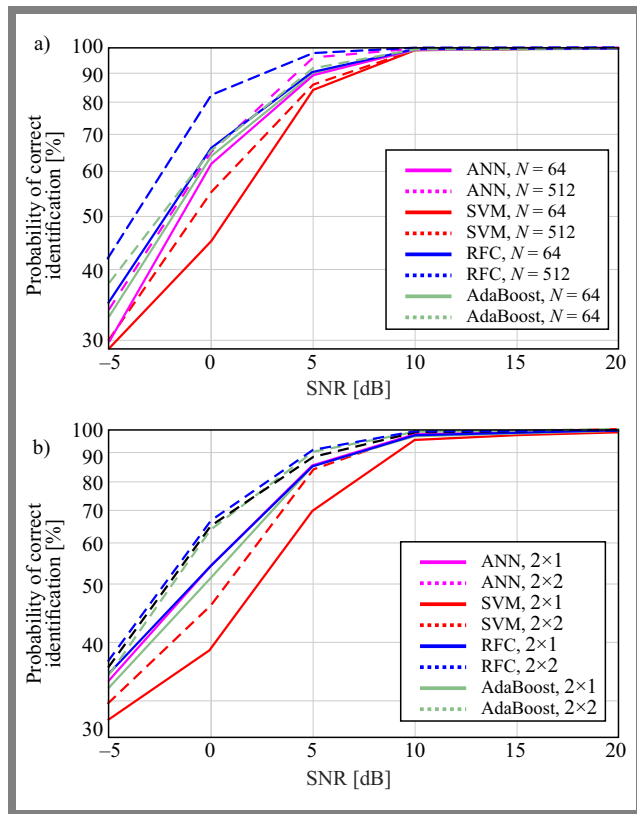 a)
Probability of correct
identification [%]
100
90
80
70
60
50
40
30
–5
0
5
10
15
20
SNR [dB]
ANN, N = 64
ANN, N = 512
SVM, N = 64
SVM, N = 512
RFC, N = 64
RFC, N = 512
AdaBoost, N = 64
AdaBoost, N = 64
b)
Probability of correct
identification [%]
100
90
80
70
60
50
40
30
–5
0
5
10
15
20
SNR [dB]
ANN, 2×1
ANN, 2×2
SVM, 2×1
SVM, 2×2
RFC, 2×1
RFC, 2×2
AdaBoost, 2×1
AdaBoost, 2×2